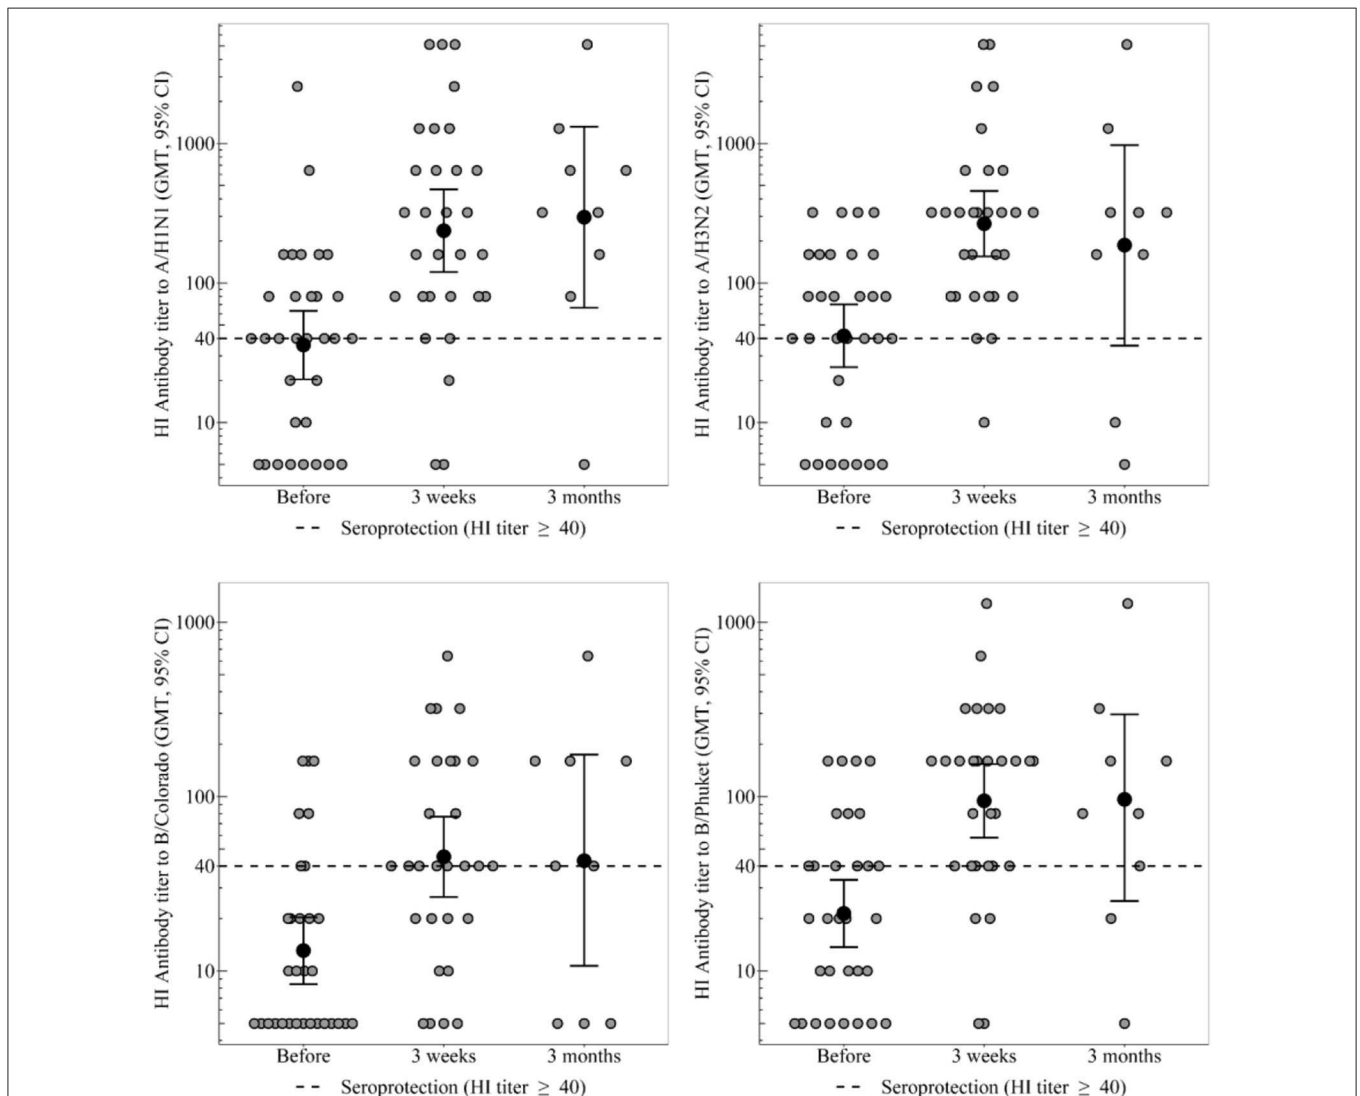 HI Antibody titer to A/H1N1 (GMT, 95% CI)
1000
100
40
10
Before 3 weeks 3 months
Seroprotection (HI titer ≥ 40)
HI Antibody titer to A/H3N2 (GMT, 95% CI)
1000
100
40
10
Before 3 weeks 3 months
Seroprotection (HI titer ≥ 40)
HI Antibody titer to B/Colorado (GMT, 95% CI)
1000
100
40
10
Before 3 weeks 3 months
Seroprotection (HI titer ≥ 40)
HI Antibody titer to B/Phuket (GMT, 95% CI)
1000
100
40
10
Before 3 weeks 3 months
Seroprotection (HI titer ≥ 40)